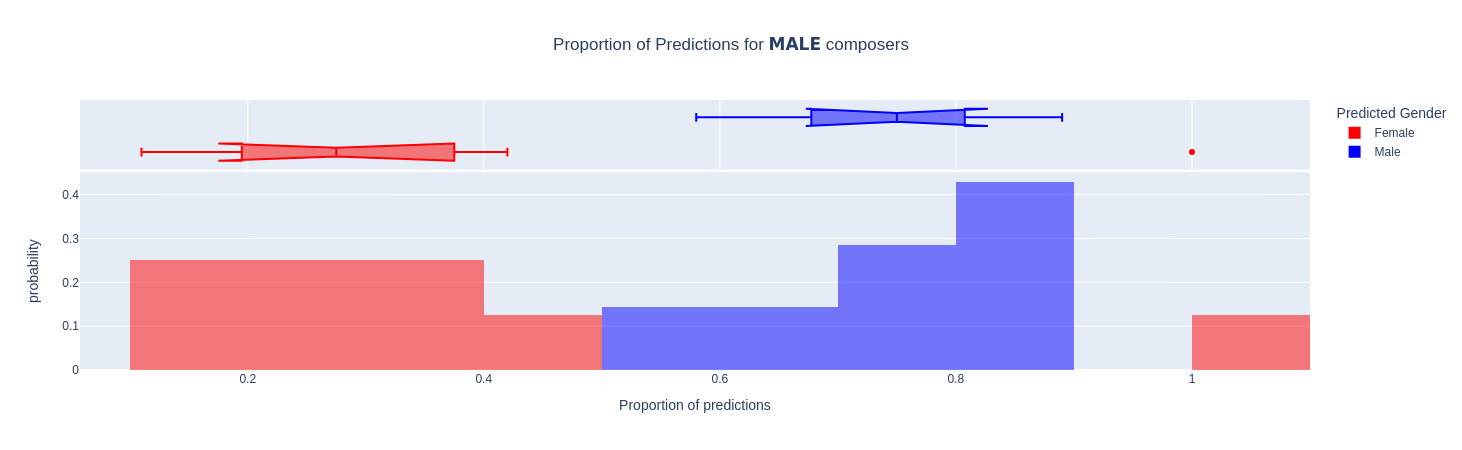 Proportion of Predictions for MALE composers
Predicted Gender
Female
Male
0.4
0.3
0.2
0.1
0
probability
0.2
0.4
0.6
0.8
1
Proportion of predictions